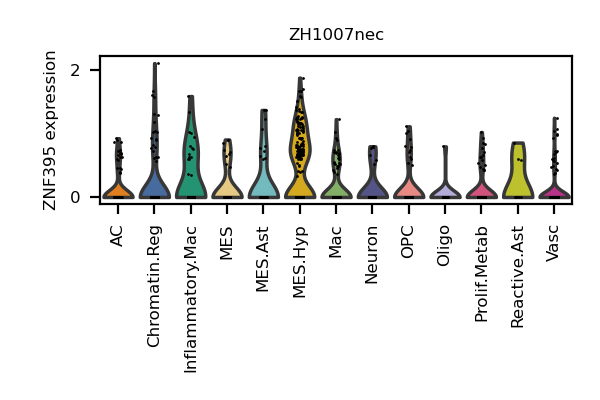 ZH1007nec
ZNF395 expression
2
0
AC
Chromatin.Reg
Inflammatory.Mac
MES
MES.Ast
MES.Hyp
Mac
Neuron
OPC
Oligo
Prolif.Metab
Reactive.Ast
Vasc